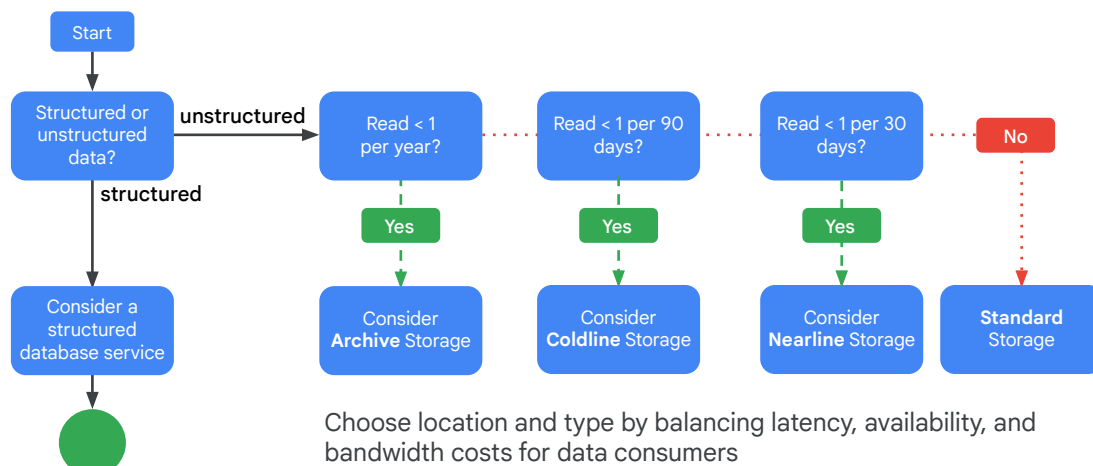 Start
Structured or
unstructured
data?
unstructured
structured
Read < 1
per year?
Read < 1 per 90
days?
Read < 1 per 30
days?
No
Yes
Yes
Yes
Consider a
structured
database service
Consider
Archive Storage
Consider
Coldline Storage
Consider
Nearline Storage
Standard
Storage
Choose location and type by balancing latency, availability, and
bandwidth costs for data consumers